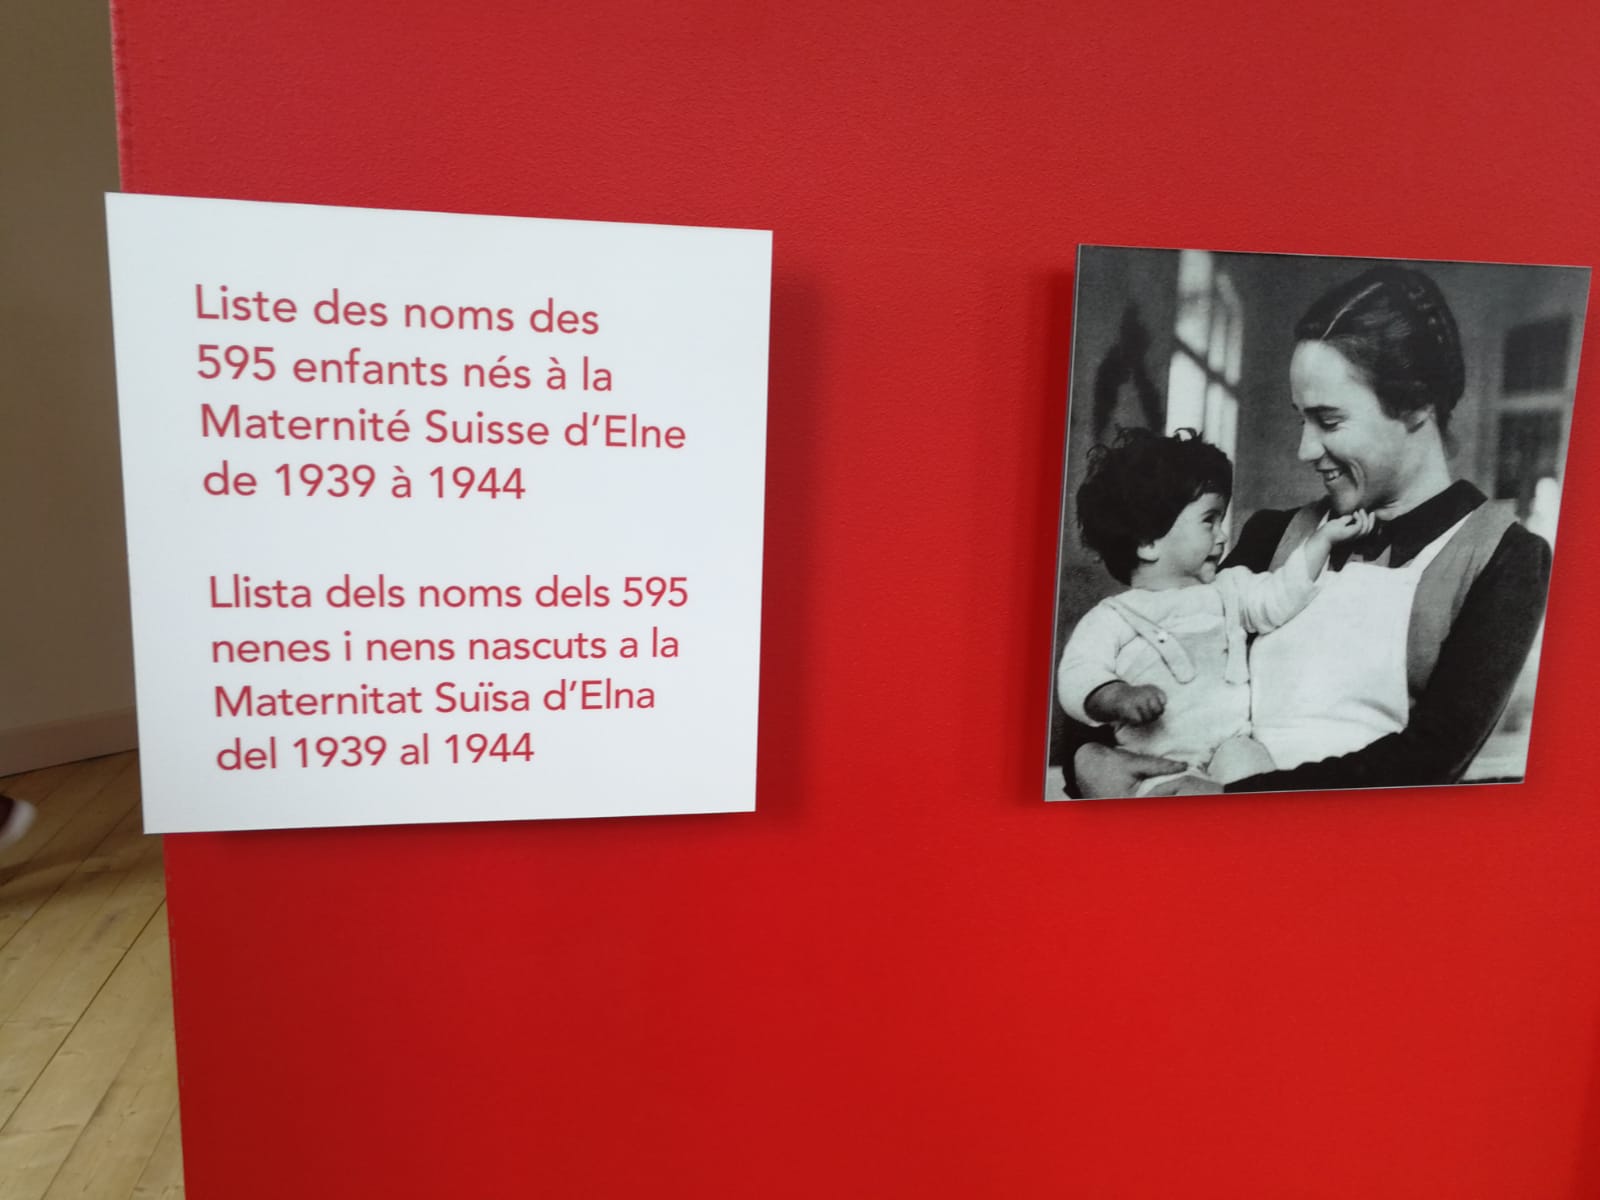 Liste des noms des
595 enfants nés à la
Maternité Suisse d’Elne
de 1939 à 1944
Llista dels noms dels 595
nenes i nens nascuts a la
Maternitat Suïsa d’Elna
del 1939 al 1944